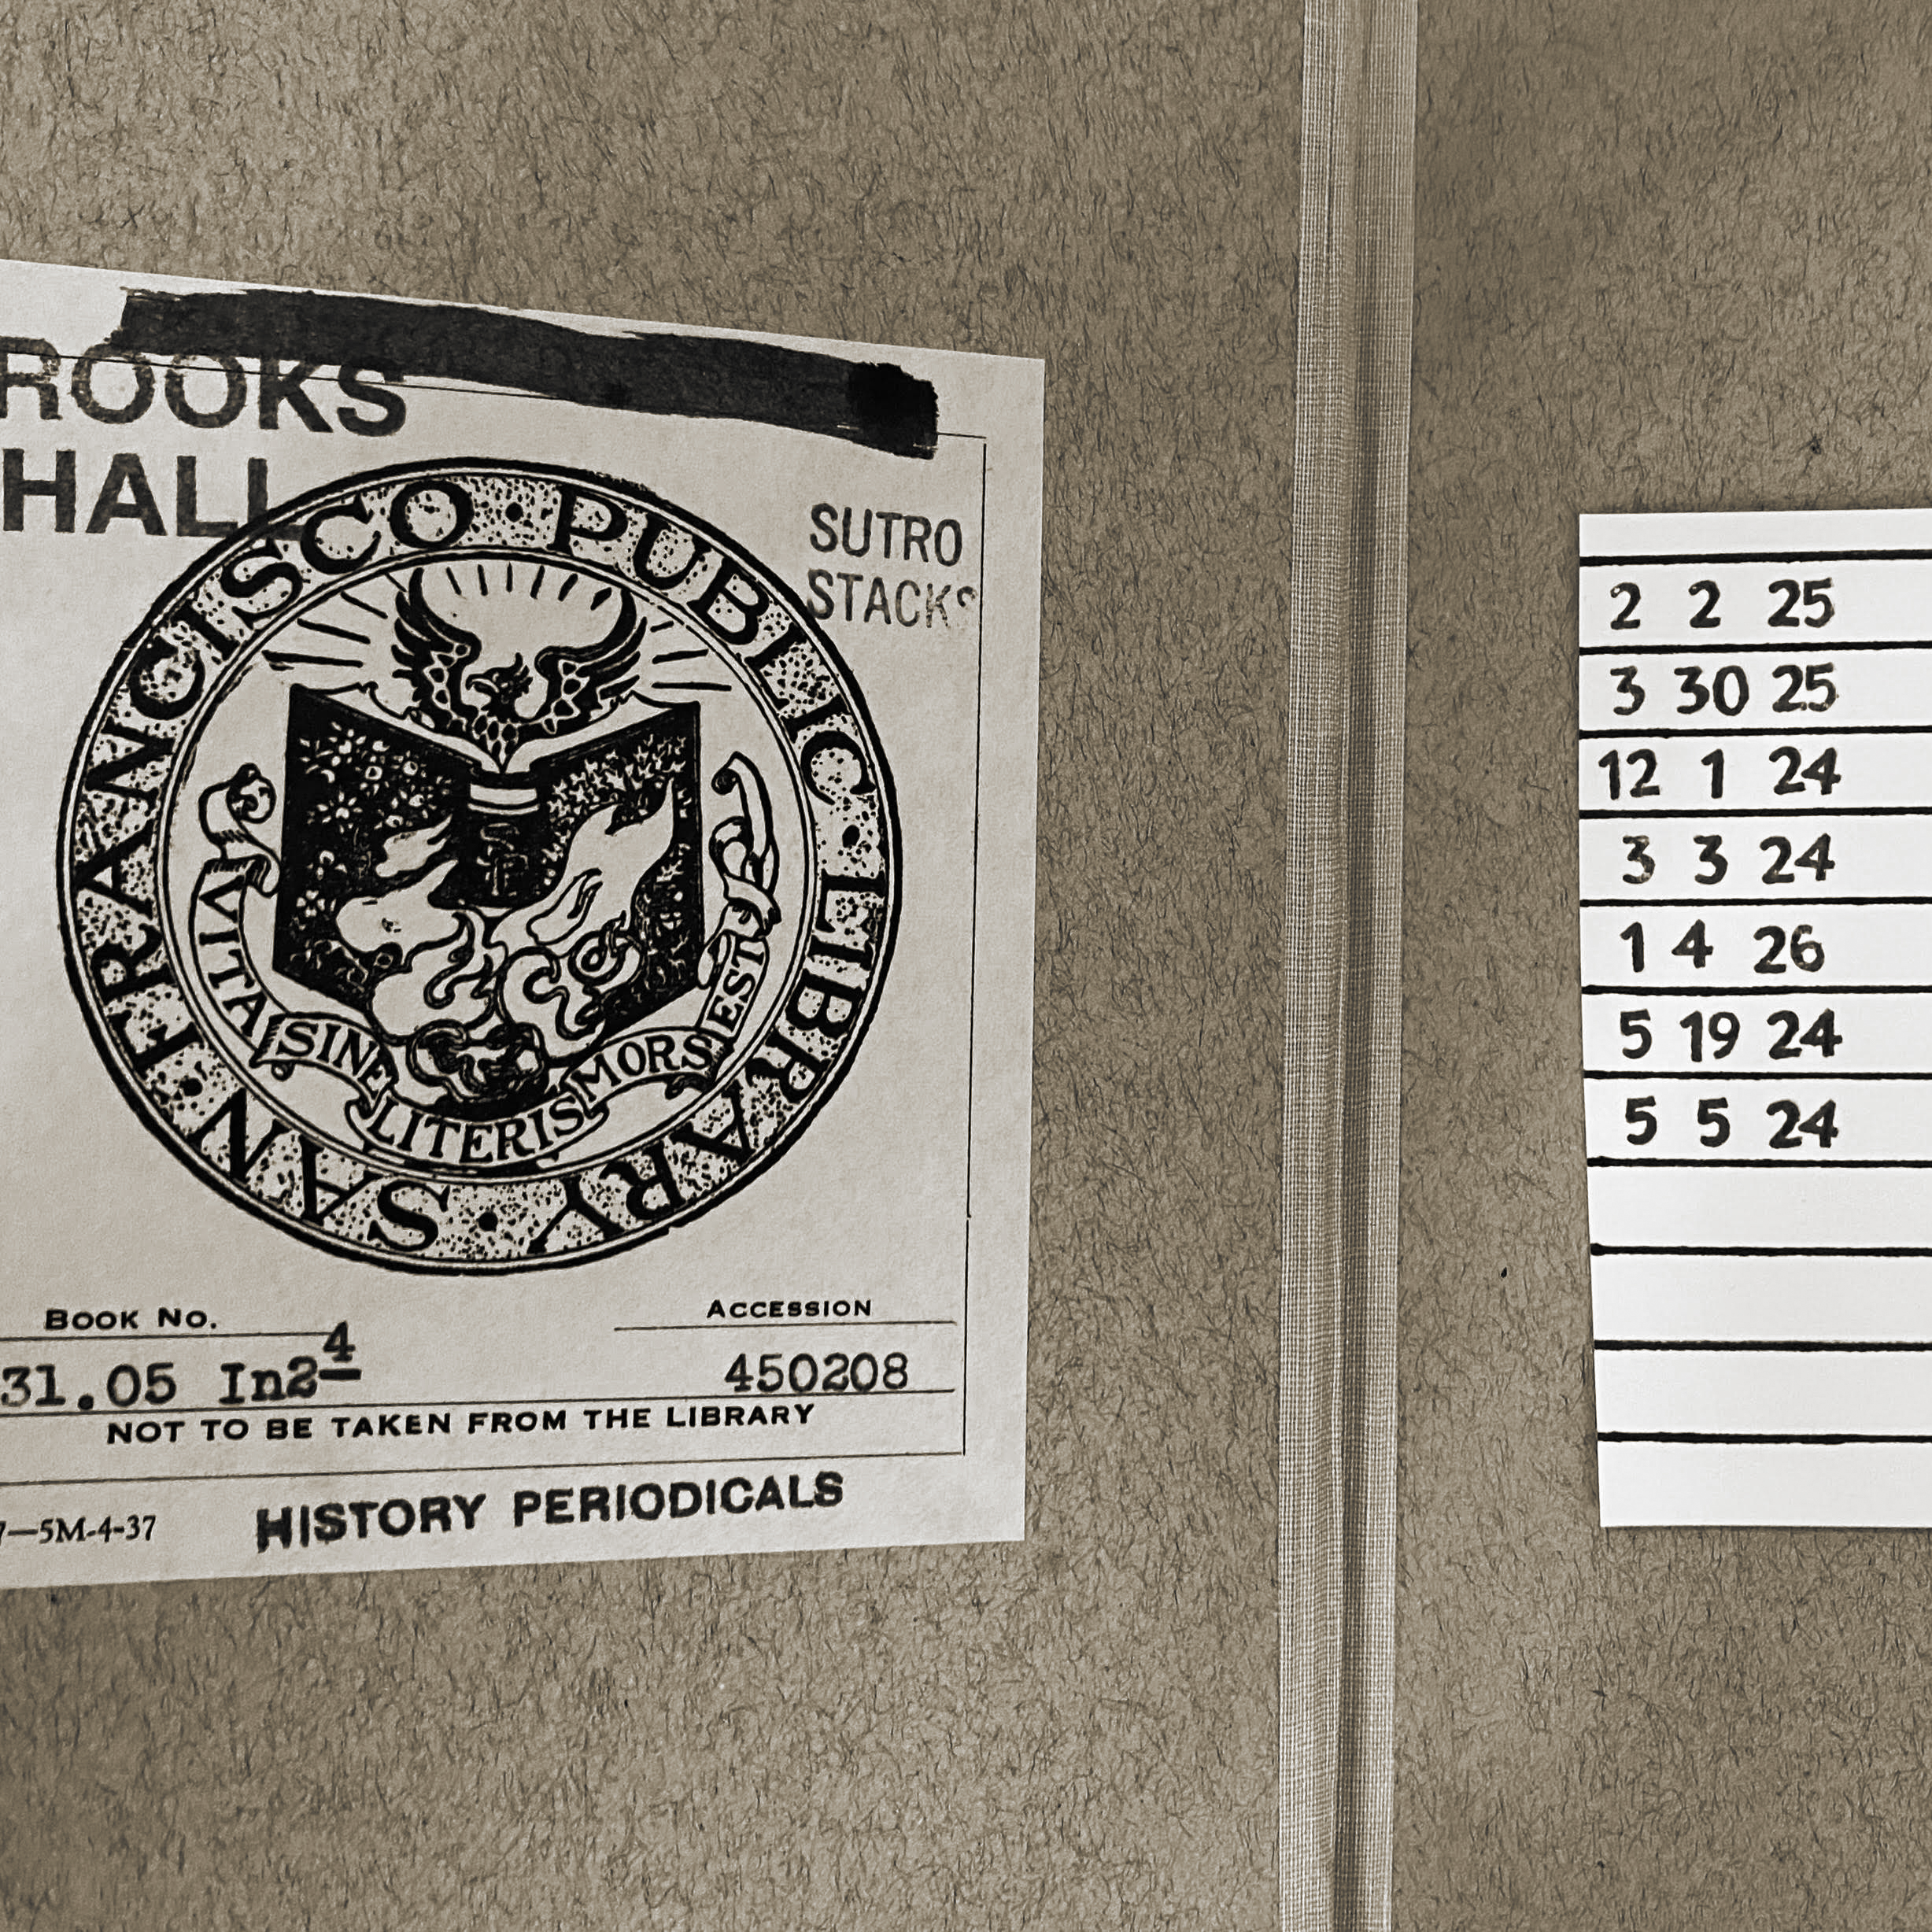 ROOKS
HALL
SAN FRANCISCO · PUBLIC · LIBRARY ·
SUTRO
STACKS
SF
VITA SINE LITERIS MORS EST
BOOK NO.
ACCESSION
31.05 In2 4
450208
NOT TO BE TAKEN FROM THE LIBRARY
7—5M-4-37
HISTORY PERIODICALS
2 2 25
3 30 25
12 1 24
3 3 24
1 4 26
5 19 24
5 5 24